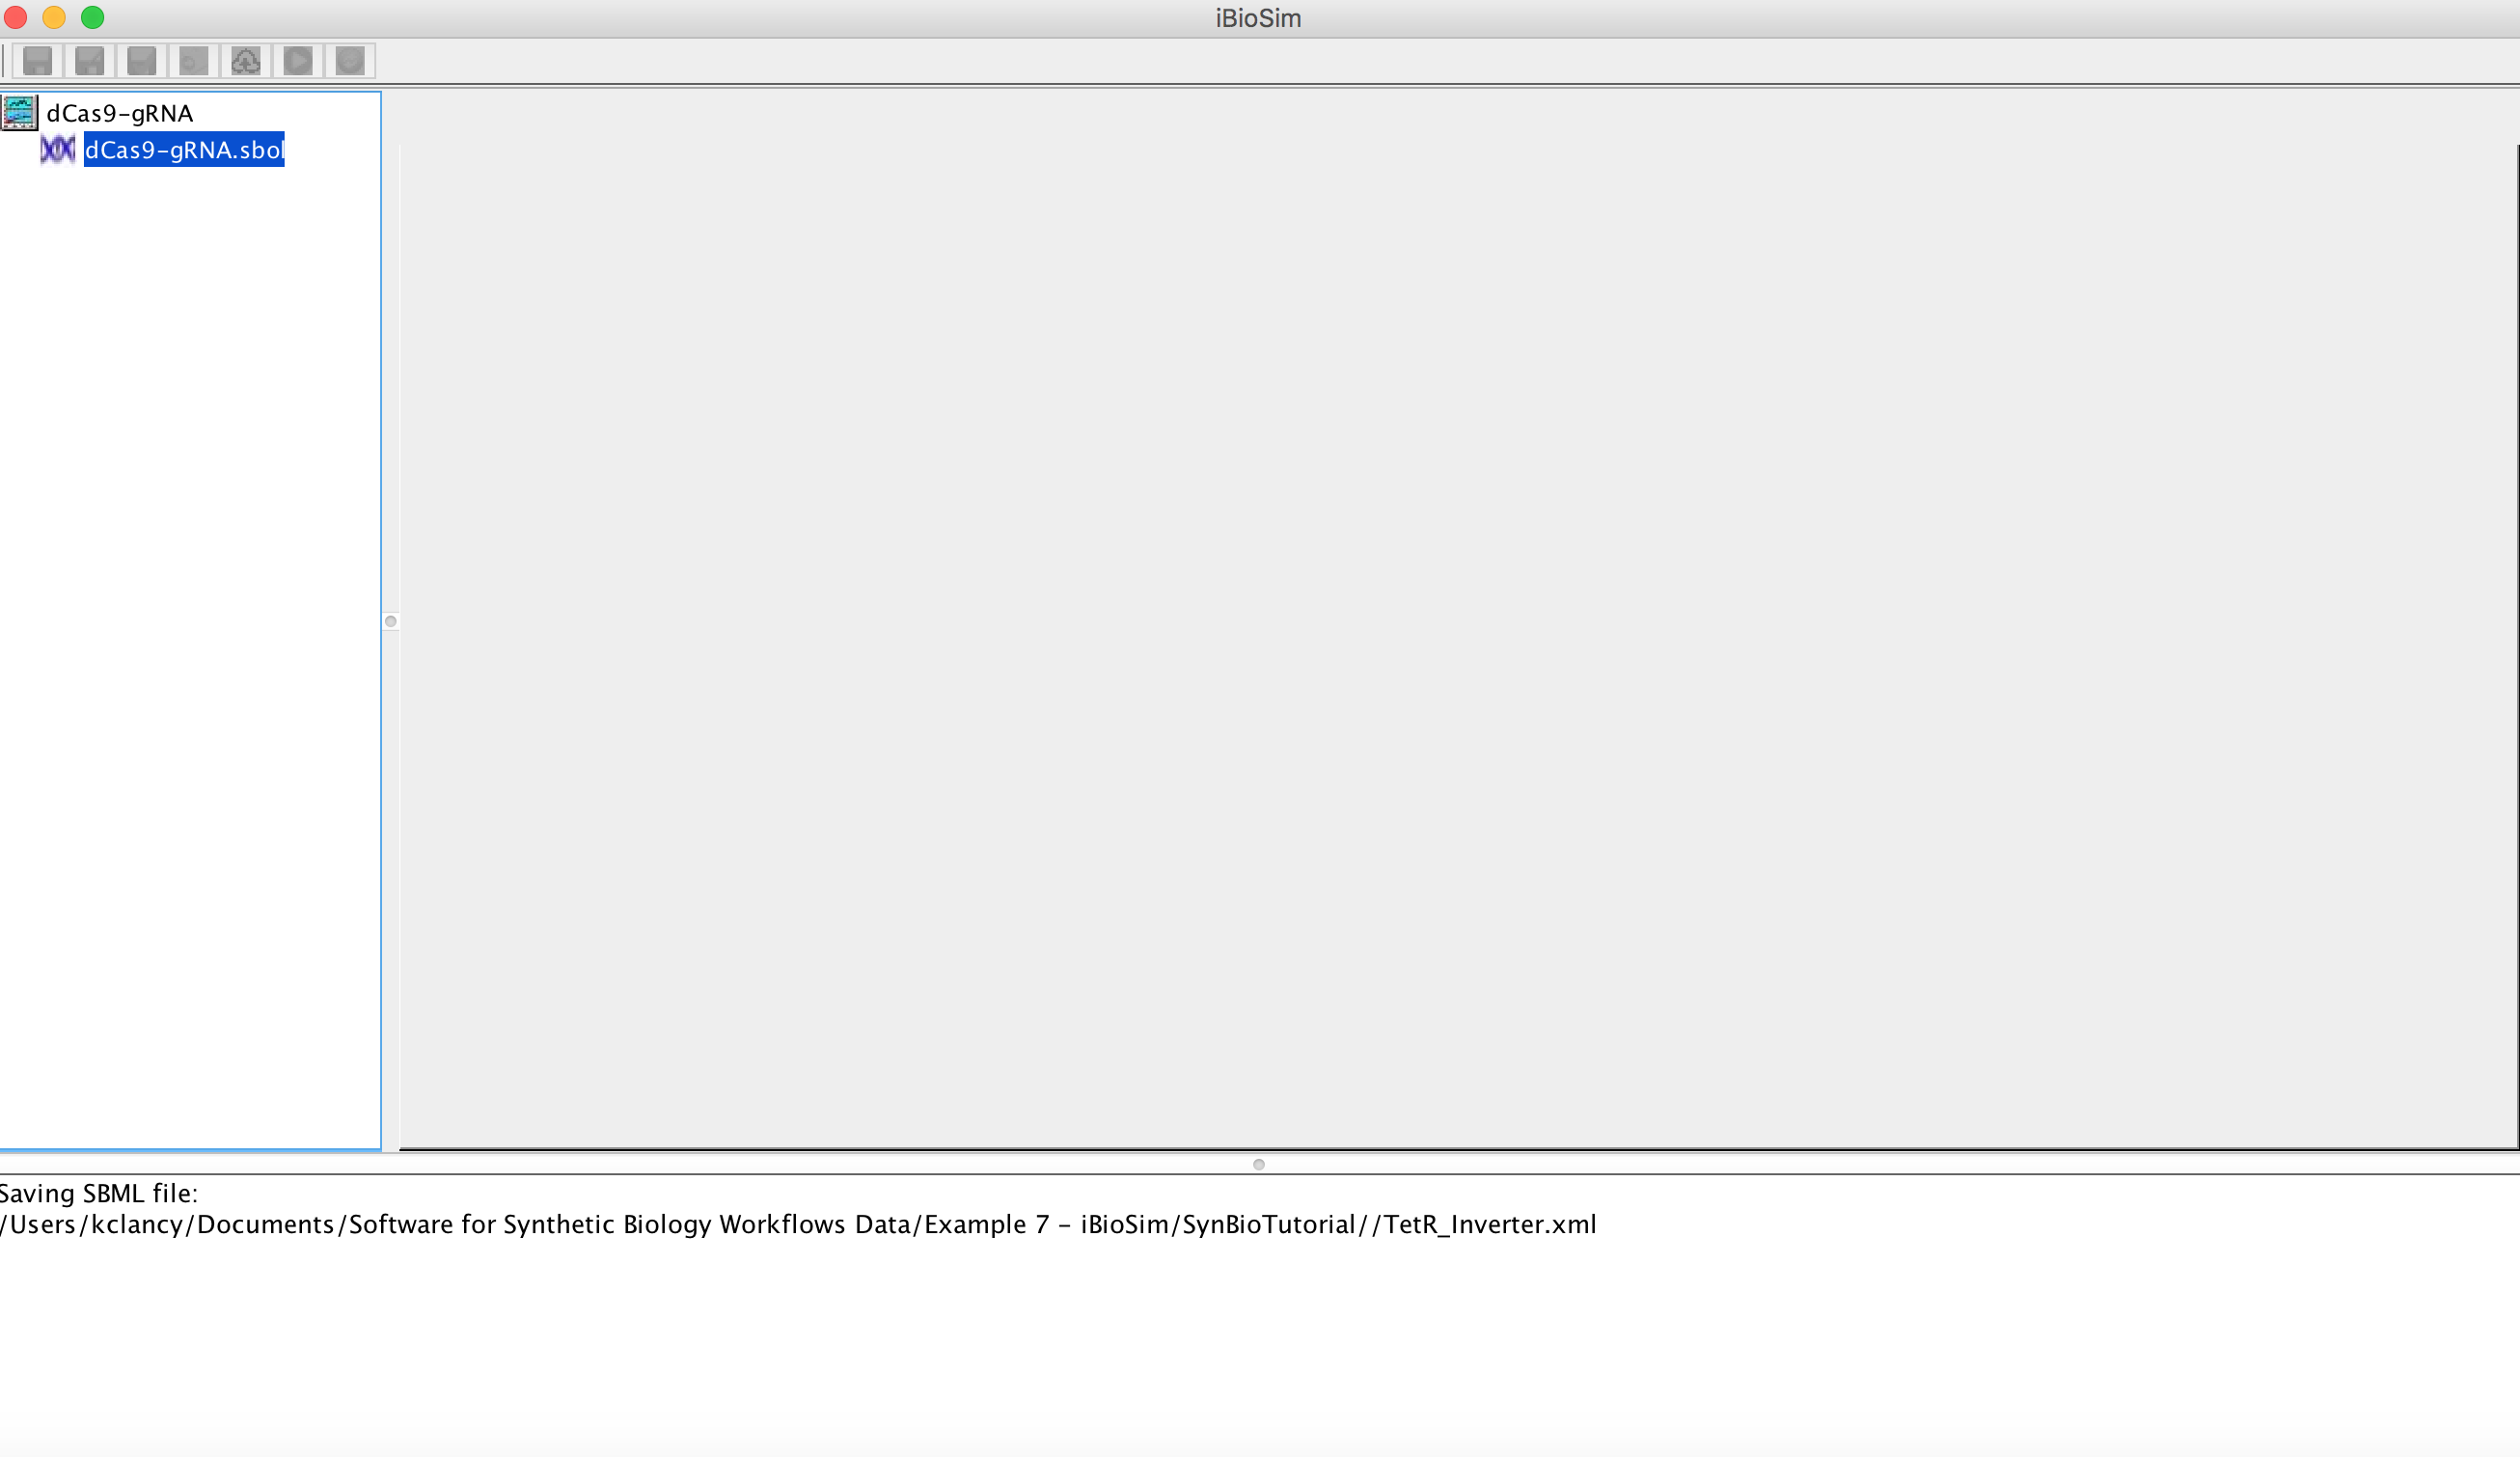 iBioSim
dCas9-gRNA
dCas9-gRNA.sbol
Saving SBML file:
/Users/kclancy/Documents/Software for Synthetic Biology Workflows Data/Example 7 - iBioSim/SynBioTutorial//TetR_Inverter.xml